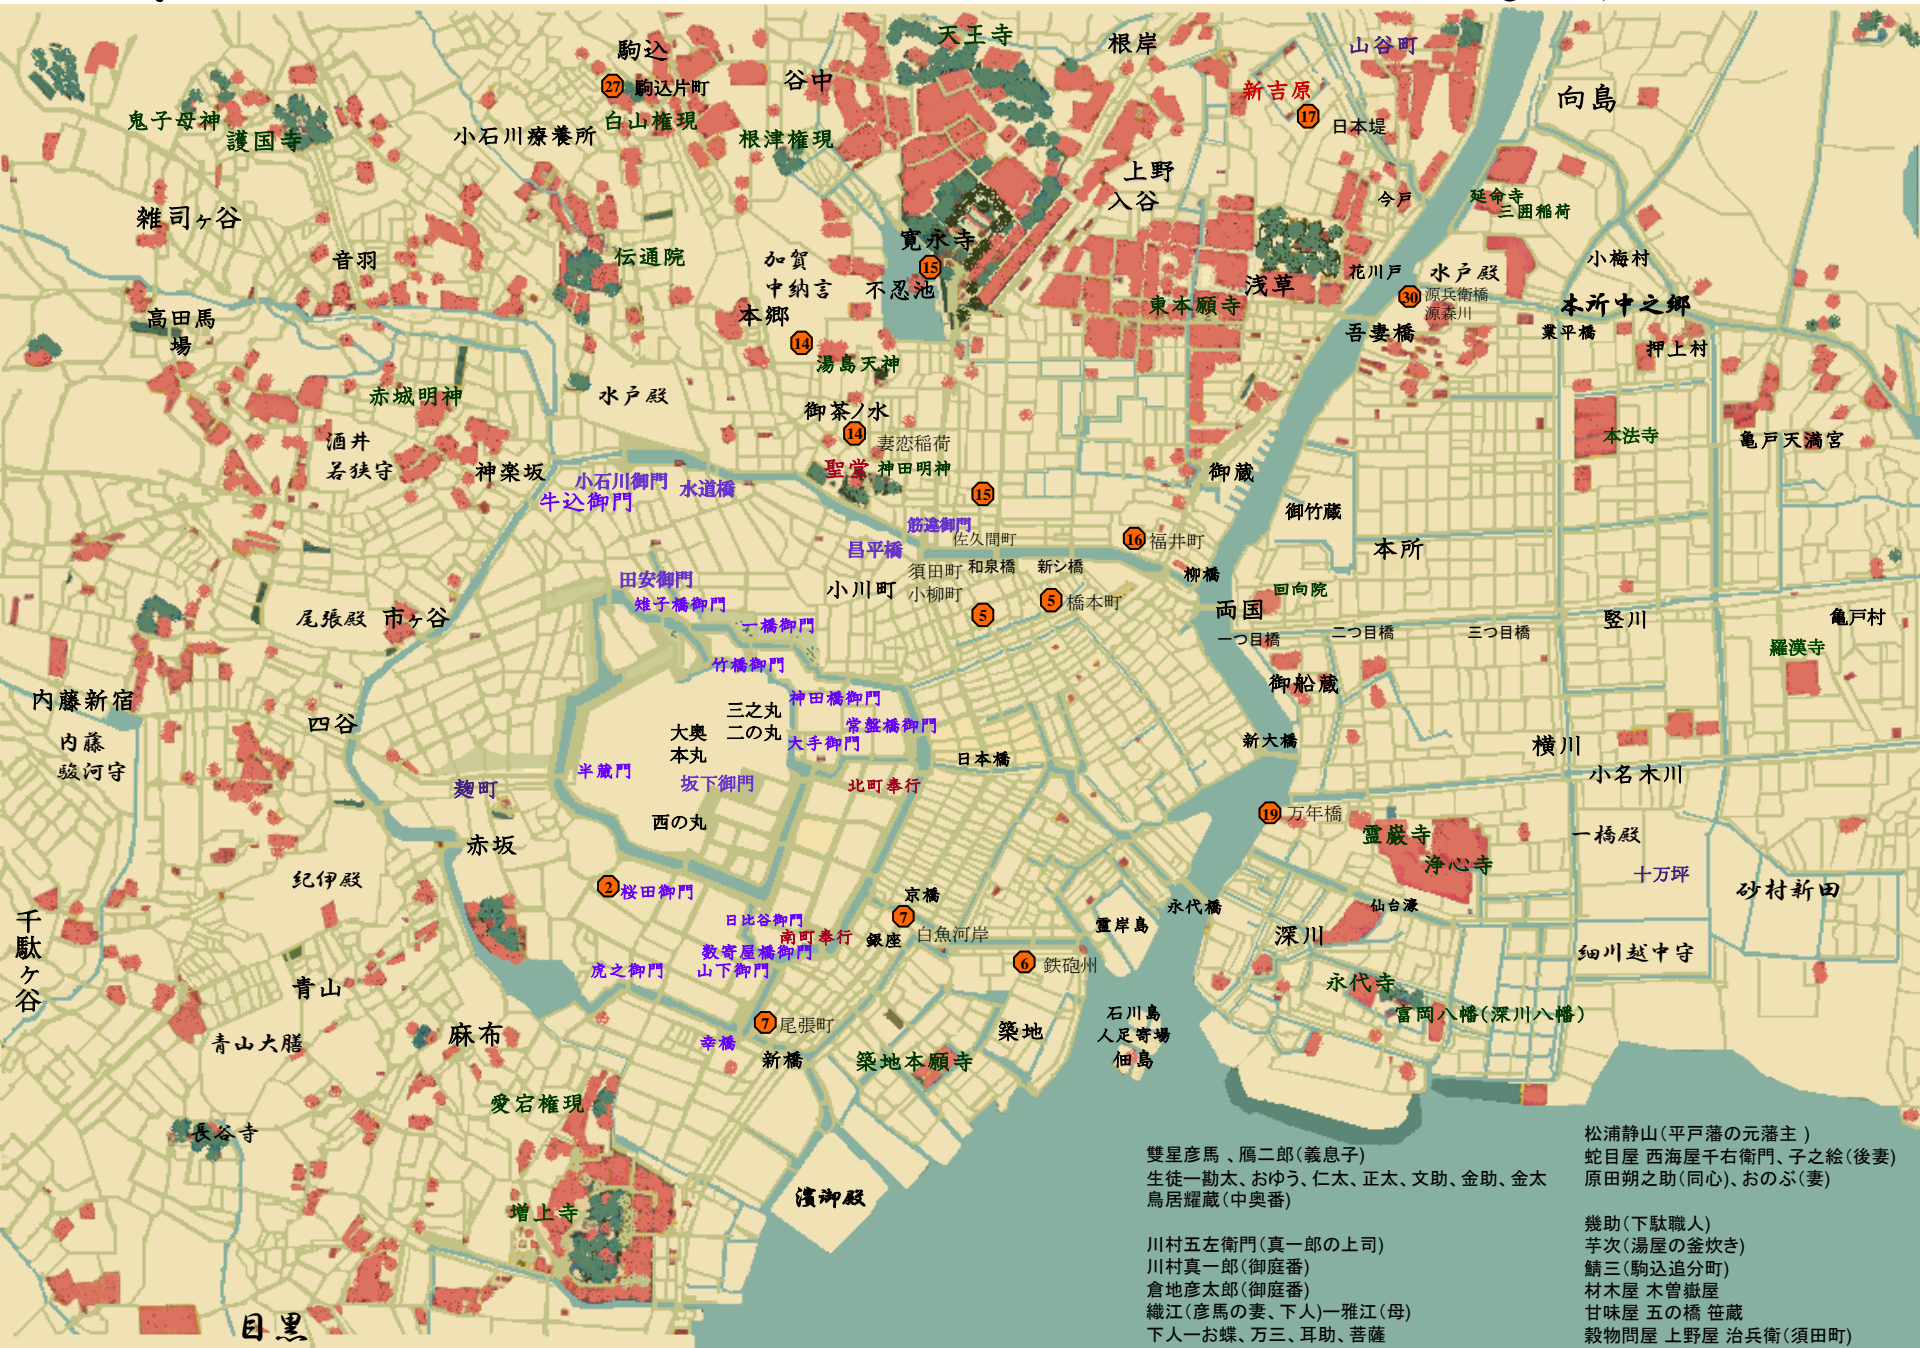 駒込
27 駒込片町
白山権現
谷中
天王寺
根岸
山谷町
新吉原
17
日本堤
向島
鬼子母神
護国寺
小石川療養所
根津権現
上野
入谷
今戸
延命寺
三囲稲荷
雑司ヶ谷
音羽
伝通院
加賀
中納言
本郷
14
湯島天神
寛永寺
15
不忍池
東本願寺
浅草
花川戸
水戸殿
30 源兵衛橋
源森川
小梅村
本所中之郷
吾妻橋
業平橋
押上村
高田馬
場
赤城明神
水戸殿
御茶ノ水
14 妻恋稲荷
聖堂 神田明神
酒井
若狭守
神楽坂
小石川御門
牛込御門
水道橋
15
筋違御門
昌平橋
佐久間町
16 福井町
御蔵
御竹蔵
本所
本法寺
亀戸天満宮
田安御門
雉子橋御門
一橋御門
竹橋御門
小川町
須田町
小柳町
和泉橋
新シ橋
5
5 橋本町
柳橋
両国
回向院
一つ目橋
二つ目橋
三つ目橋
竪川
亀戸村
羅漢寺
尾張殿
市ヶ谷
内藤新宿
内藤
駿河守
四谷
神田橋御門
常盤橋御門
大手御門
三之丸
二の丸
大奥
本丸
半蔵門
坂下御門
西の丸
北町奉行
日本橋
御船蔵
新大橋
横川
小名木川
麹町
赤坂
紀伊殿
19 万年橋
霊巌寺
浄心寺
一橋殿
十万坪
砂村新田
千駄ヶ谷
2 桜田御門
日比谷御門
南町奉行
数寄屋橋御門
山下御門
虎之御門
京橋
7
白魚河岸
銀座
6 鉄砲州
霊岸島
永代橋
仙台濠
深川
細川越中守
永代寺
富岡八幡(深川八幡)
青山
青山大膳
麻布
7 尾張町
幸橋
新橋
築地
築地本願寺
石川島
人足寄場
佃島
愛宕権現
長谷寺
増上寺
濱御殿
目黒
雙星彦馬 、雁二郎(義息子)
生徒ー勘太、おゆう、仁太、正太、文助、金助、金太
鳥居耀蔵(中奥番)
川村五左衛門(真一郎の上司)
川村真一郎(御庭番)
倉地彦太郎(御庭番)
織江(彦馬の妻、下人)ー雅江(母)
下人ーお蝶、万三、耳助、菩薩
松浦静山(平戸藩の元藩主 )
蛇目屋 西海屋千右衛門、子之絵(後妻)
原田朔之助(同心)、おのぶ(妻)
幾助(下駄職人)
芋次(湯屋の釜炊き)
鯖三(駒込追分町)
材木屋 木曽嶽屋
甘味屋 五の橋 笹蔵
穀物問屋 上野屋 治兵衛(須田町)